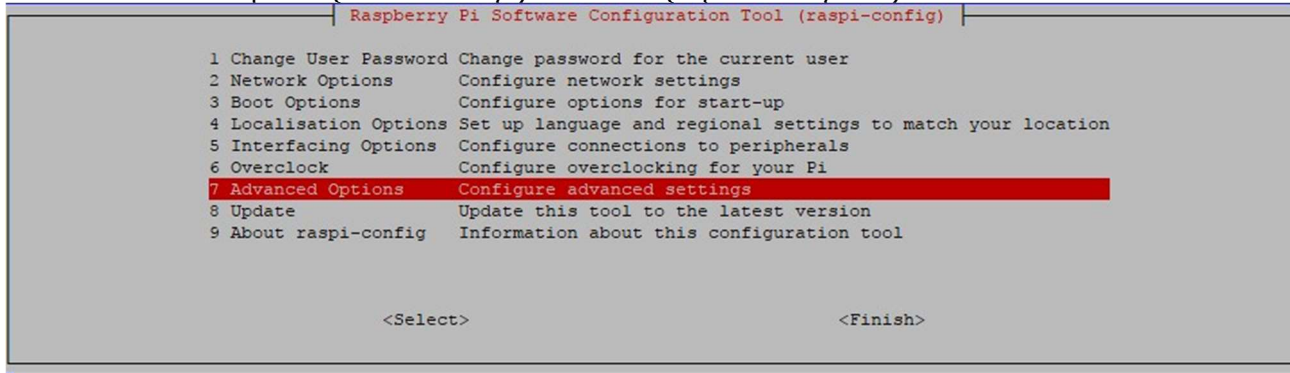 Raspberry Pi Software Configuration Tool (raspi-config)
1 Change User Password Change password for the current user
2 Network Options Configure network settings
3 Boot Options Configure options for start-up
4 Localisation Options Set up language and regional settings to match your location
5 Interfacing Options Configure connections to peripherals
6 Overclock Configure overclocking for your Pi
7 Advanced Options Configure advanced settings
8 Update Update this tool to the latest version
9 About raspi-config Information about this configuration tool
<Select> <Finish>